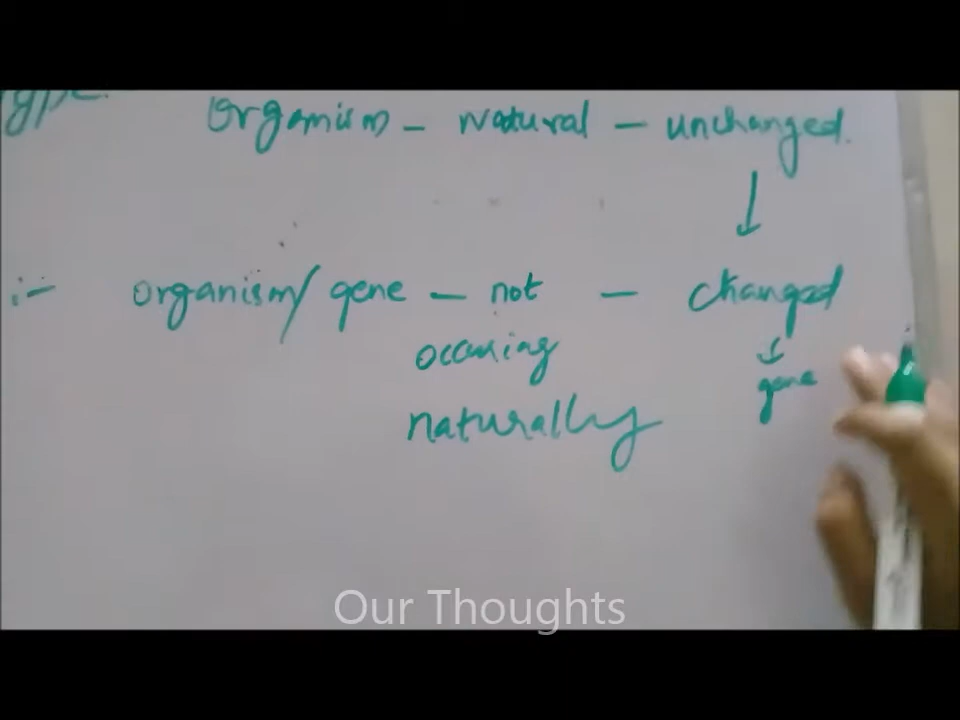 Organism - Natural - unchanged.
↓
:- organism/gene - not - changed
occuring ↓
gene
naturally
Our Thoughts